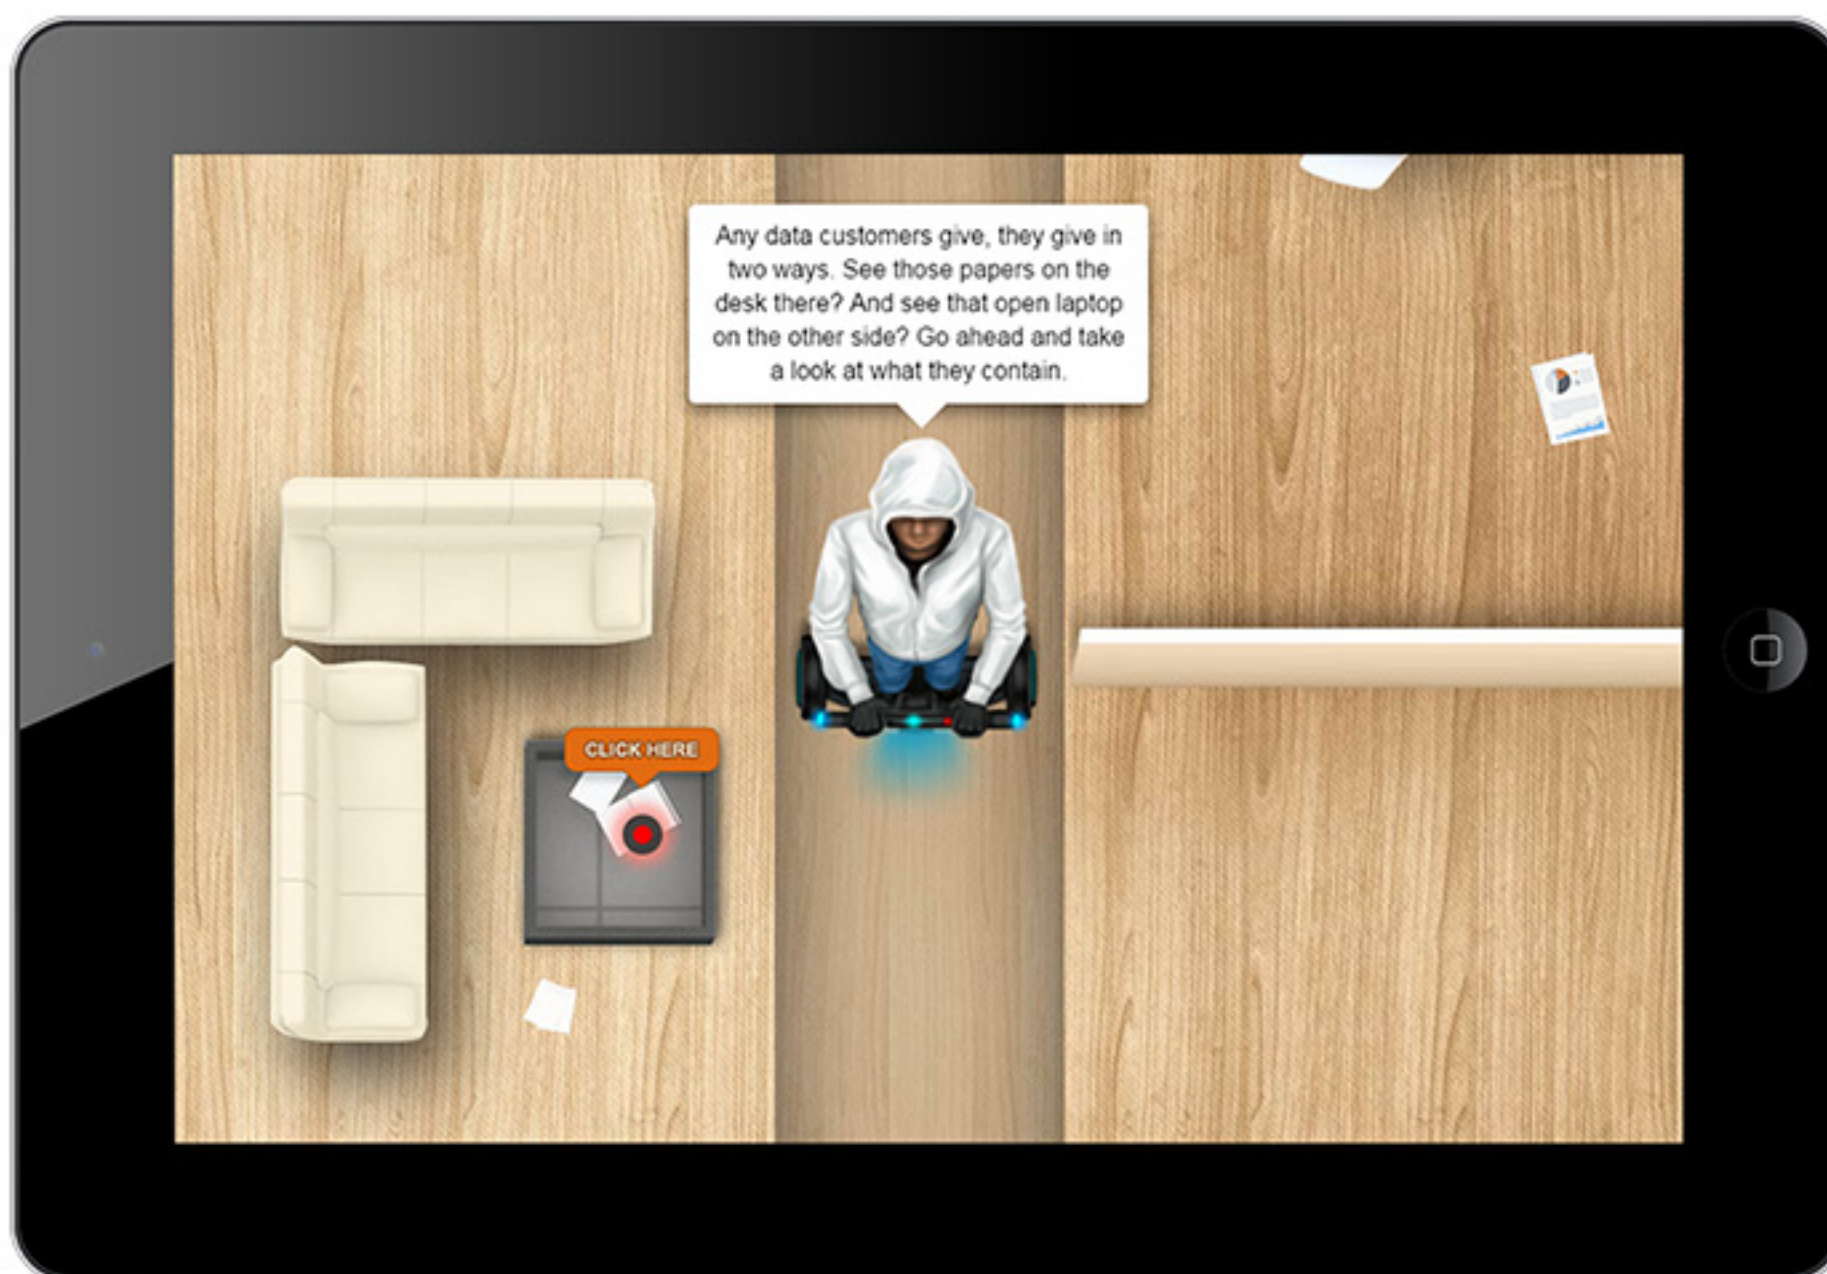 Any data customers give, they give in
two ways. See those papers on the
desk there? And see that open laptop
on the other side? Go ahead and take
a look at what they contain.
CLICK HERE